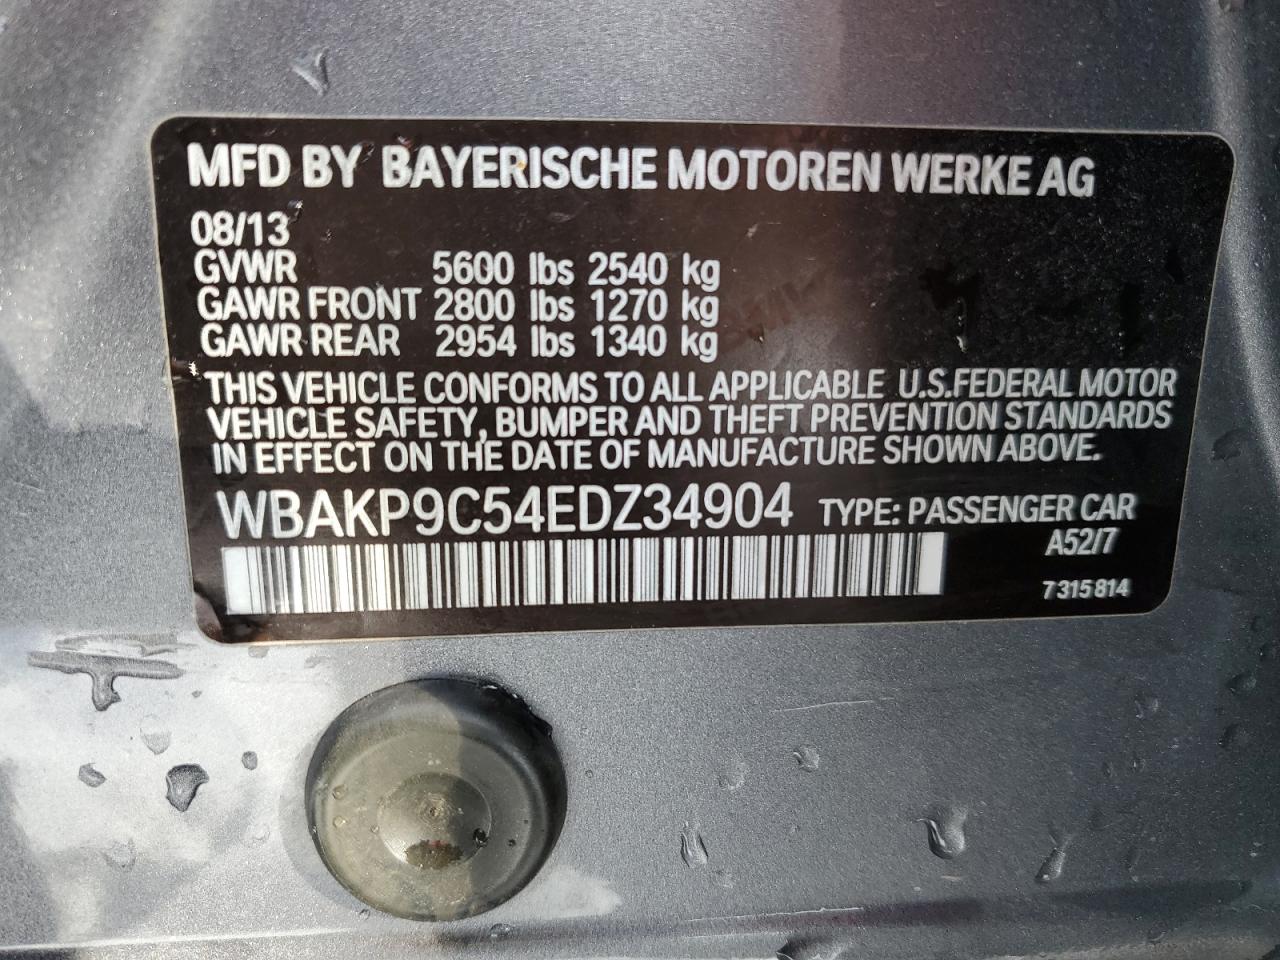 MFD BY BAYERISCHE MOTOREN WERKE AG
08/13
GVWR 5600 lbs 2540 kg
GAWR FRONT 2800 lbs 1270 kg
GAWR REAR 2954 lbs 1340 kg
THIS VEHICLE CONFORMS TO ALL APPLICABLE U.S.FEDERAL MOTOR
VEHICLE SAFETY, BUMPER AND THEFT PREVENTION STANDARDS
IN EFFECT ON THE DATE OF MANUFACTURE SHOWN ABOVE.
WBAKP9C54EDZ34904 TYPE: PASSENGER CAR
A52/7
7 315 814